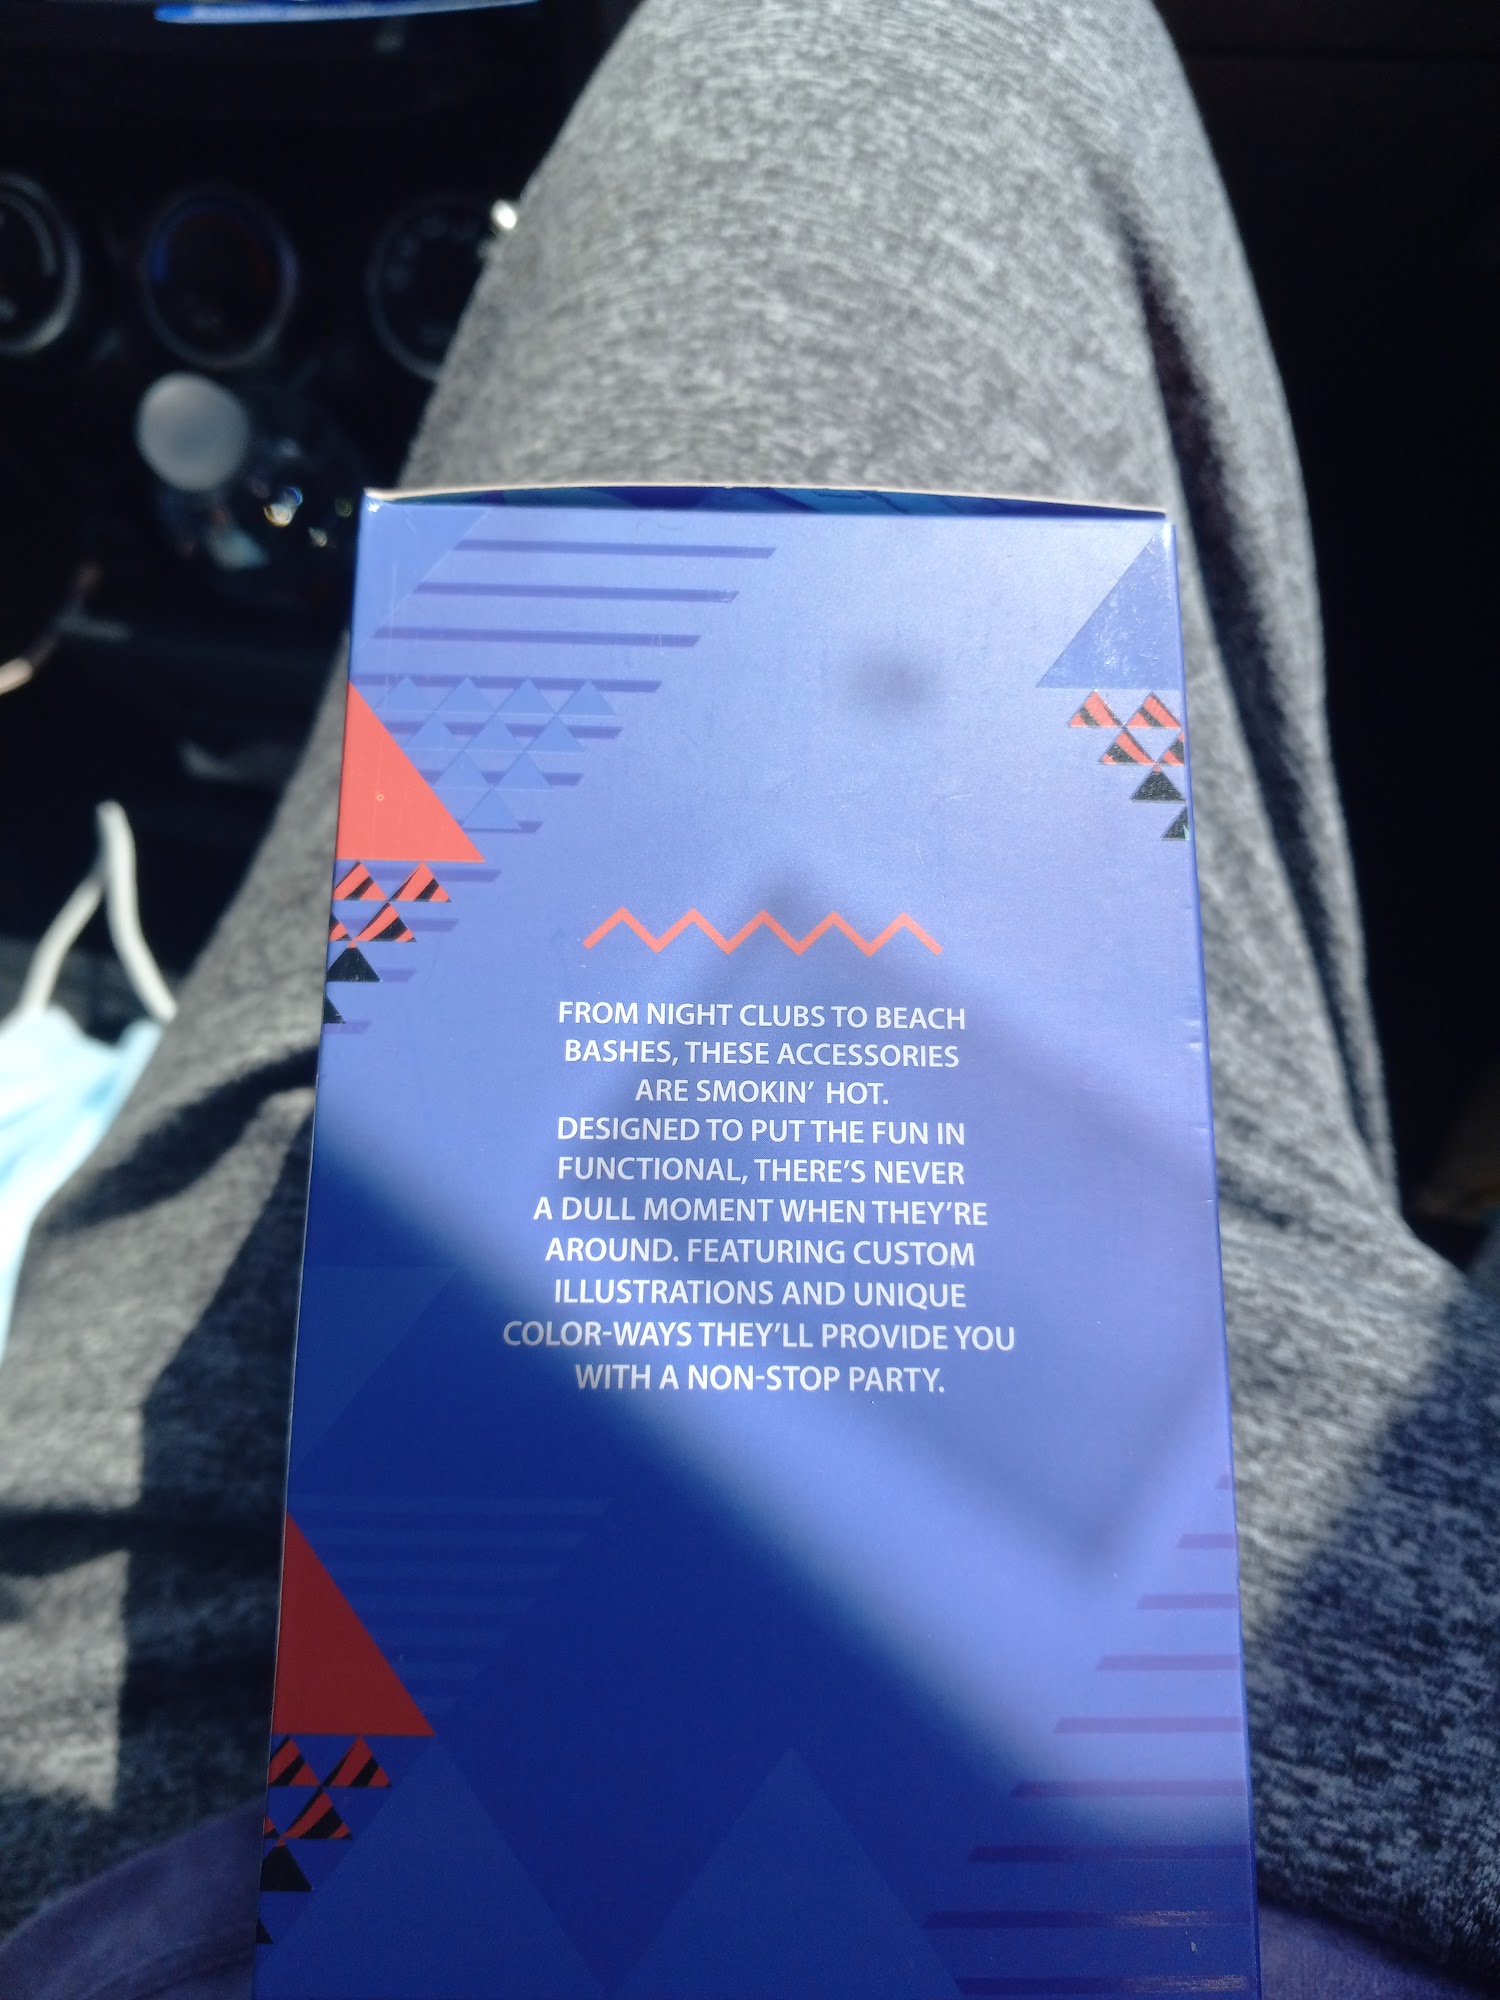 FROM NIGHT CLUBS TO BEACH
BASHES, THESE ACCESSORIES
ARE SMOKIN' HOT.
DESIGNED TO PUT THE FUN IN
FUNCTIONAL, THERE'S NEVER
A DULL MOMENT WHEN THEY'RE
AROUND. FEATURING CUSTOM
ILLUSTRATIONS AND UNIQUE
COLOR-WAYS THEY'LL PROVIDE YOU
WITH A NON-STOP PARTY.